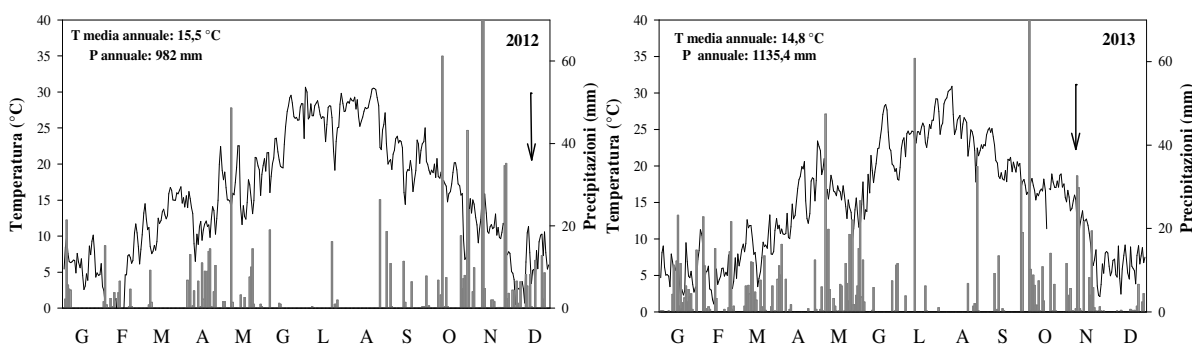 T media annuale: 15,5 °C
P annuale: 982 mm
2012
Temperatura (°C)
40
35
30
25
20
15
10
5
0
Precipitazioni (mm)
60
40
20
0
G F M A M G L A S O N D
T media annuale: 14,8 °C
P annuale: 1135,4 mm
2013
Temperatura (°C)
40
35
30
25
20
15
10
5
0
Precipitazioni (mm)
60
40
20
0
G F M A M G L A S O N D